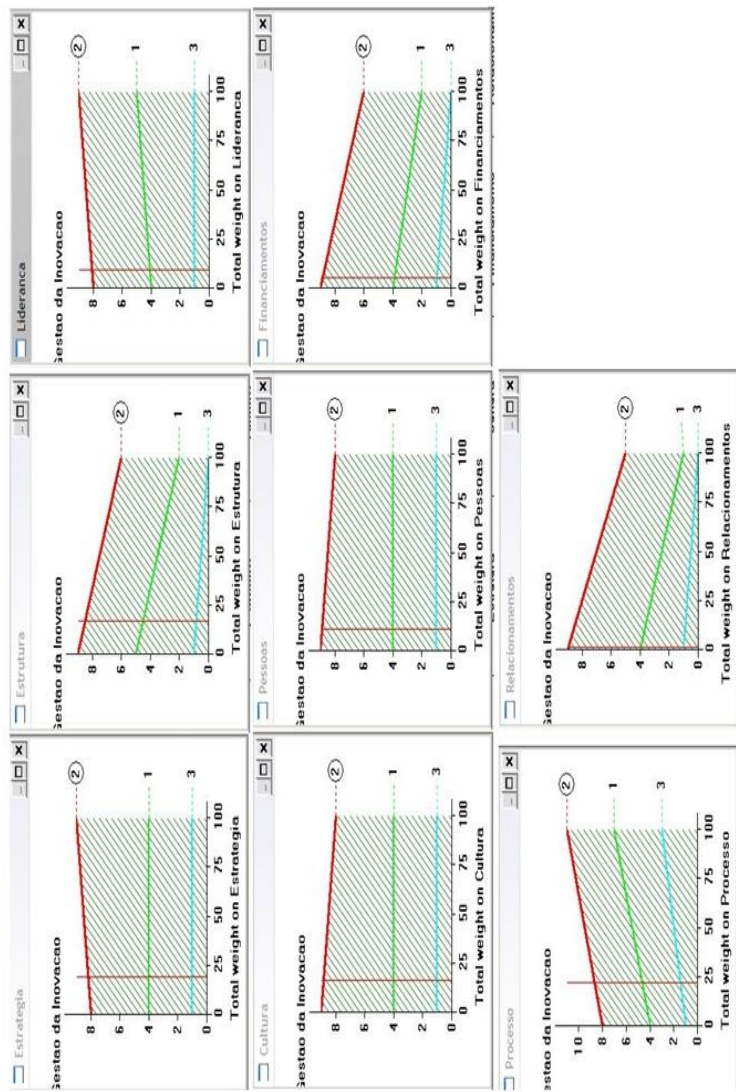 Estrategia
Gestao da Inovacao
8
6
4
2
0
0 25 50 75 100
Total weight on Estrategia
2
1
3
Estrutura
Gestao da Inovacao
8
6
4
2
0
0 25 50 75 100
Total weight on Estrutura
2
1
3
Lideranca
Gestao da Inovacao
8
6
4
2
0
0 25 50 75 100
Total weight on Lideranca
2
1
3
Cultura
Gestao da Inovacao
8
6
4
2
0
0 25 50 75 100
Total weight on Cultura
2
1
3
Pessoas
Gestao da Inovacao
8
6
4
2
0
0 25 50 75 100
Total weight on Pessoas
2
1
3
Financiamentos
Gestao da Inovacao
8
6
4
2
0
0 25 50 75 100
Total weight on Financiamentos
2
1
3
Processo
Gestao da Inovacao
10
8
6
4
2
0
0 25 50 75 100
Total weight on Processo
2
1
3
Relacionamentos
Gestao da Inovacao
8
6
4
2
0
0 25 50 75 100
Total weight on Relacionamentos
2
1
3